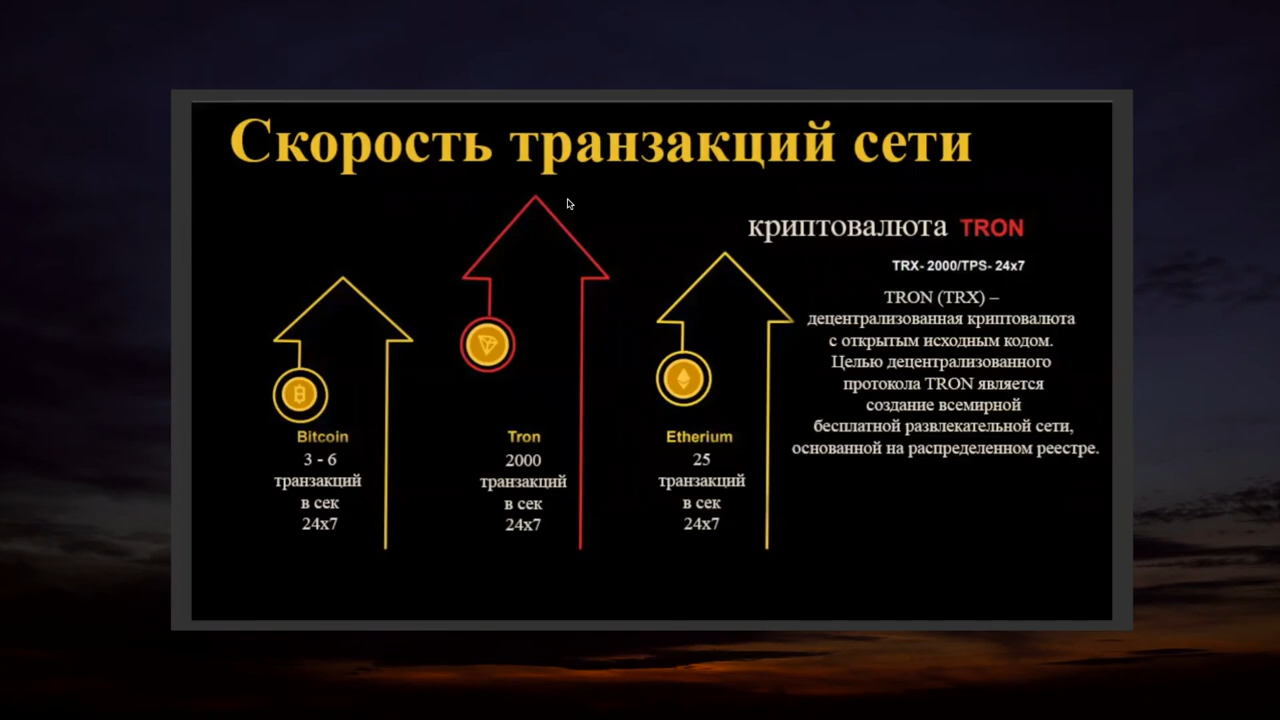 Скорость транзакций сети
криптовалюта TRON
TRX- 2000/TPS- 24x7
TRON (TRX) –
децентрализованная криптовалюта
с открытым исходным кодом.
Целью децентрализованного
протокола TRON является
создание всемирной
бесплатной развлекательной сети,
основанной на распределенном реестре.
Bitcoin
3 - 6
транзакций
в сек
24x7
Tron
2000
транзакций
в сек
24x7
Etherium
25
транзакций
в сек
24x7